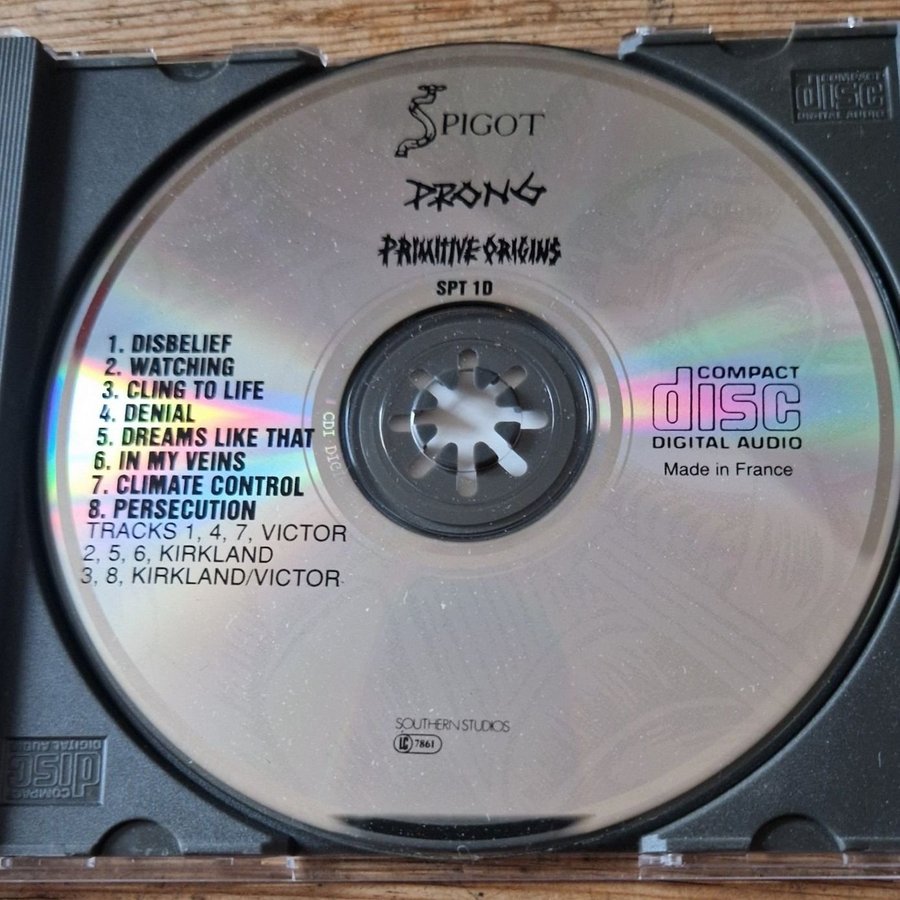 SPIGOT
PRONG
PRIMITIVE ORIGINS
SPT 1D
1. DISBELIEF
2. WATCHING
3. CLING TO LIFE
4. DENIAL
5. DREAMS LIKE THAT
6. IN MY VEINS
7. CLIMATE CONTROL
8. PERSECUTION
TRACKS 1, 4, 7, VICTOR
2, 5, 6, KIRKLAND
3, 8, KIRKLAND/VICTOR
COMPACT
disc
DIGITAL AUDIO
Made in France
SOUTHERN STUDIOS
LC 7861
COMPACT
disc
DIGITAL AUDIO
COMPACT
disc
DIGITAL AUDIO
CDI DIC